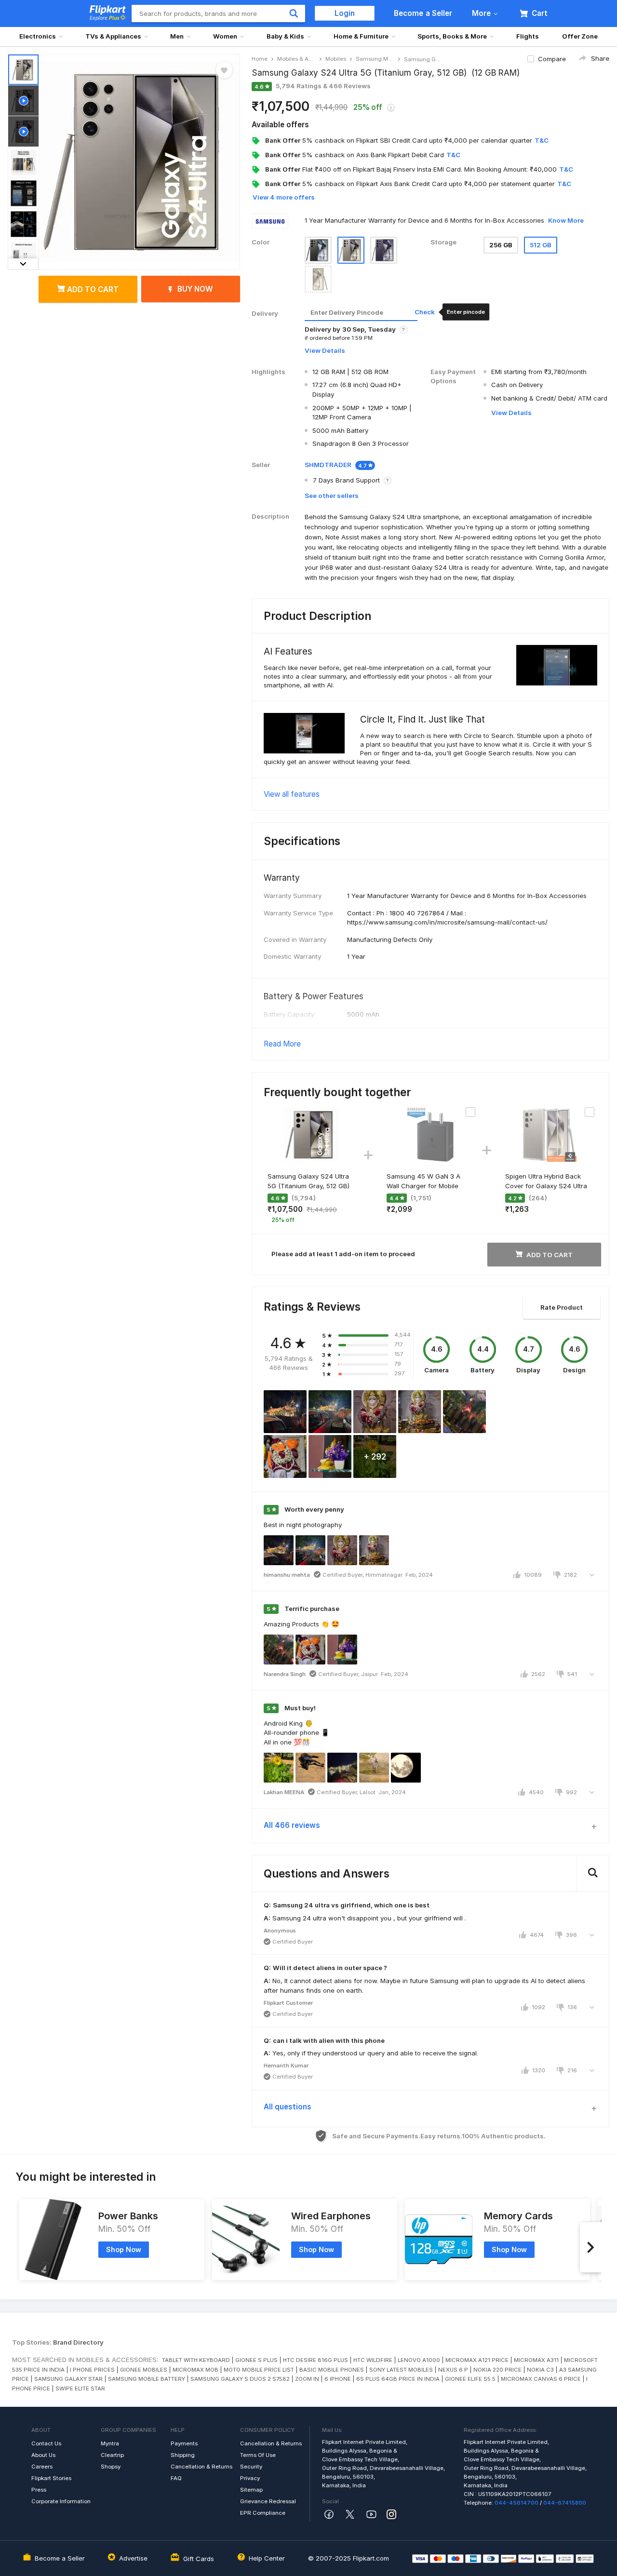 Flipkart
Explore Plus
Search for products, brands and more
Login
Become a Seller
More
Cart
Electronics
TVs & Appliances
Men
Women
Baby & Kids
Home & Furniture
Sports, Books & More
Flights
Offer Zone
Home
Mobiles & A...
Mobiles
Samsung M...
Samsung G...
Compare
Share
Samsung Galaxy S24 Ultra 5G (Titanium Gray, 512 GB)  (12 GB RAM)
4.6★ 5,794 Ratings & 466 Reviews
₹1,07,500 ₹1,44,990 25% off
Galaxy S24 Ultra
Available offers
Bank Offer 5% cashback on Flipkart SBI Credit Card upto ₹4,000 per calendar quarter T&C
Bank Offer 5% cashback on Axis Bank Flipkart Debit Card T&C
Bank Offer Flat ₹400 off on Flipkart Bajaj Finserv Insta EMI Card. Min Booking Amount: ₹40,000 T&C
Bank Offer 5% cashback on Flipkart Axis Bank Credit Card upto ₹4,000 per statement quarter T&C
View 4 more offers
SAMSUNG
1 Year Manufacturer Warranty for Device and 6 Months for In-Box Accessories Know More
Color
Storage
256 GB
512 GB
ADD TO CART
BUY NOW
Delivery
Enter Delivery Pincode
Check
Enter pincode
Delivery by 30 Sep, Tuesday ?
if ordered before 1:59 PM
View Details
Highlights
12 GB RAM | 512 GB ROM
17.27 cm (6.8 inch) Quad HD+ Display
200MP + 50MP + 12MP + 10MP | 12MP Front Camera
5000 mAh Battery
Snapdragon 8 Gen 3 Processor
Easy Payment Options
EMI starting from ₹3,780/month
Cash on Delivery
Net banking & Credit/ Debit/ ATM card
View Details
Seller
SHMDTRADER 4.7★
7 Days Brand Support ?
See other sellers
Description
Behold the Samsung Galaxy S24 Ultra smartphone, an exceptional amalgamation of cutting-edge
technology and superior sophistication. Whether you're typing up a storm or jotting something
down, Note Assist makes a long story short. New AI-powered editing options let you get the photo
you want, like relocating objects and intelligently filling in the space they left behind. With a durable
shield of titanium built right into the frame and better scratch resistance with Corning Gorilla Armor,
your IP68 water and dust-resistant Galaxy S24 Ultra is ready for adventure. Write, tap, and navigate
with the precision your fingers wish they had on the new, flat display.
Product Description
AI Features
Search like never before, get real-time interpretation on a call, format your
notes into a clear summary, and effortlessly edit your photos - all from your
smartphone, all with AI.
Circle It, Find It. Just like That
A new way to search is here with Circle to Search. Stumble upon a photo of
a plant so beautiful that you just have to know what it is. Circle it with your S
Pen or finger and ta-da, you'll get Google Search results. Now you can
quickly get an answer without leaving your feed.
View all features
Specifications
Warranty
Warranty Summary
1 Year Manufacturer Warranty for Device and 6 Months for In-Box Accessories
Warranty Service Type
Contact : Ph : 1800 40 7267864 / Mail :
https://www.samsung.com/in/microsite/samsung-mall/contact-us/
Covered in Warranty
Manufacturing Defects Only
Domestic Warranty
1 Year
Battery & Power Features
Battery Capacity
5000 mAh
Read More
Frequently bought together
Samsung Galaxy S24 Ultra
5G (Titanium Gray, 512 GB)
4.6★ (5,794)
₹1,07,500 ₹1,44,990
25% off
Samsung 45 W GaN 3 A
Wall Charger for Mobile
4.4★ (1,751)
₹2,099
Spigen Ultra Hybrid Back
Cover for Galaxy S24 Ultra
4.2★ (264)
₹1,263
Please add at least 1 add-on item to proceed
ADD TO CART
Ratings & Reviews
Rate Product
4.6★
5,794 Ratings &
466 Reviews
5★ 4,544
4★ 717
3★ 157
2★ 79
1★ 297
4.6 Camera
4.4 Battery
4.7 Display
4.6 Design
+ 292
5★ Worth every penny
Best in night photography
himanshu mehta Certified Buyer, Himmatnagar Feb, 2024
10089
2182
5★ Terrific purchase
Amazing Products 👏 🤩
Narendra Singh Certified Buyer, Jaipur Feb, 2024
2562
541
5★ Must buy!
Android King
All-rounder phone 📱
All in one 💯🎊
Lakhan MEENA Certified Buyer, Lalsot Jan, 2024
4540
992
All 466 reviews
+
Questions and Answers
Q: Samsung 24 ultra vs girlfriend, which one is best
A: Samsung 24 ultra won't disappoint you , but your girlfriend will .
Anonymous
Certified Buyer
4674
396
Q: Will it detect aliens in outer space ?
A: No, It cannot detect aliens for now. Maybe in future Samsung will plan to upgrade its AI to detect aliens
after humans finds one on earth.
Flipkart Customer
Certified Buyer
1092
136
Q: can i talk with alien with this phone
A: Yes, only if they understood ur query and able to receive the signal.
Hemanth Kumar
Certified Buyer
1320
216
All questions
+
Safe and Secure Payments.Easy returns.100% Authentic products.
You might be interested in
Power Banks
Min. 50% Off
Shop Now
Wired Earphones
Min. 50% Off
Shop Now
hp
128GB
Memory Cards
Min. 50% Off
Shop Now
Top Stories: Brand Directory
MOST SEARCHED IN MOBILES & ACCESSORIES: TABLET WITH KEYBOARD | GIONEE S PLUS | HTC DESIRE 816G PLUS | HTC WILDFIRE | LENOVO A1000 | MICROMAX A121 PRICE | MICROMAX A311 | MICROSOFT
535 PRICE IN INDIA | I PHONE PRICES | GIONEE MOBILES | MICROMAX MOB | MOTO MOBILE PRICE LIST | BASIC MOBILE PHONES | SONY LATEST MOBILES | NEXUS 6 P | NOKIA 220 PRICE | NOKIA C3 | A3 SAMSUNG
PRICE | SAMSUNG GALAXY STAR | SAMSUNG MOBILE BATTERY | SAMSUNG GALAXY S DUOS 2 S7582 | ZOOM IN | 6 IPHONE | 6S PLUS 64GB PRICE IN INDIA | GIONEE ELIFE S5 5 | MICROMAX CANVAS 6 PRICE | I
PHONE PRICE | SWIPE ELITE STAR
ABOUT
Contact Us
About Us
Careers
Flipkart Stories
Press
Corporate Information
GROUP COMPANIES
Myntra
Cleartrip
Shopsy
HELP
Payments
Shipping
Cancellation & Returns
FAQ
CONSUMER POLICY
Cancellation & Returns
Terms Of Use
Security
Privacy
Sitemap
Grievance Redressal
EPR Compliance
Mail Us:
Flipkart Internet Private Limited,
Buildings Alyssa, Begonia &
Clove Embassy Tech Village,
Outer Ring Road, Devarabeesanahalli Village,
Bengaluru, 560103,
Karnataka, India
Social
Registered Office Address:
Flipkart Internet Private Limited,
Buildings Alyssa, Begonia &
Clove Embassy Tech Village,
Outer Ring Road, Devarabeesanahalli Village,
Bengaluru, 560103,
Karnataka, India
CIN : U51109KA2012PTC066107
Telephone: 044-45614700 / 044-67415800
Become a Seller
Advertise
Gift Cards
Help Center
© 2007-2025 Flipkart.com
VISA